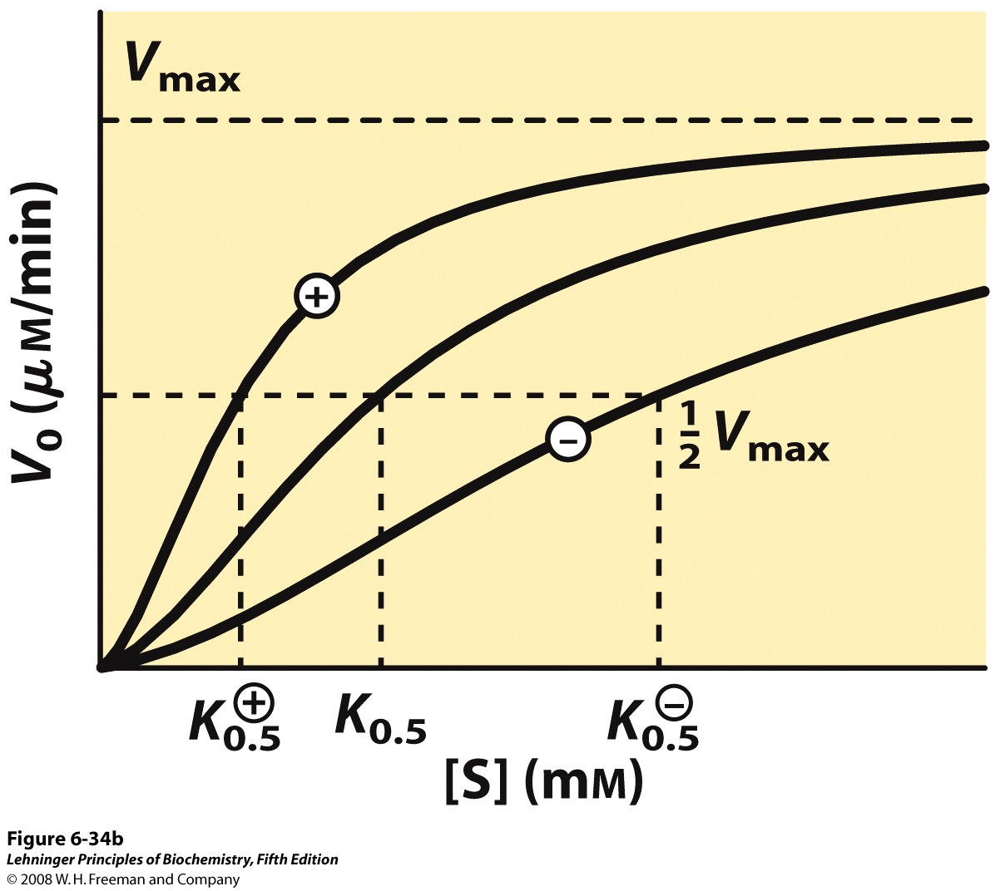 Vmax
V0 (μM/min)
+
−
1/2 Vmax
K0.5+
K0.5
K0.5−
[S] (mM)
Figure 6-34b
Lehninger Principles of Biochemistry, Fifth Edition
© 2008 W. H. Freeman and Company